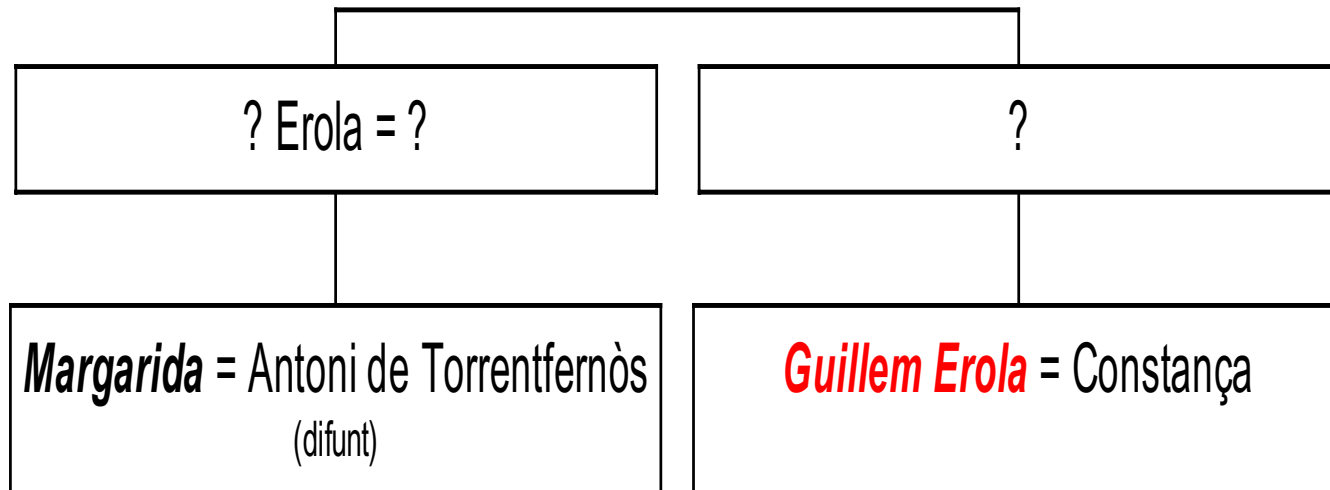 ? Erola = ?
?
Margarida = Antoni de Torrentfernòs
(difunt)
Guillem Erola = Constança